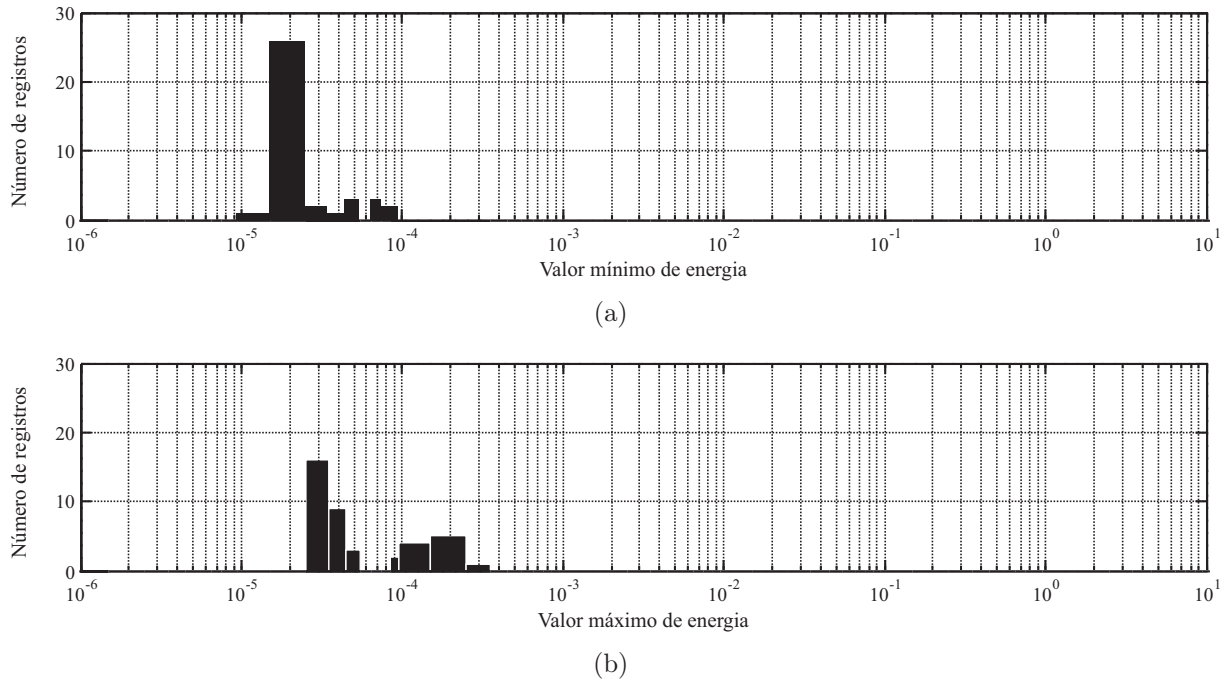 30
20
10
0
Número de registros
10^-6 10^-5 10^-4 10^-3 10^-2 10^-1 10^0 10^1
Valor mínimo de energia
(a)
30
20
10
0
Número de registros
10^-6 10^-5 10^-4 10^-3 10^-2 10^-1 10^0 10^1
Valor máximo de energia
(b)